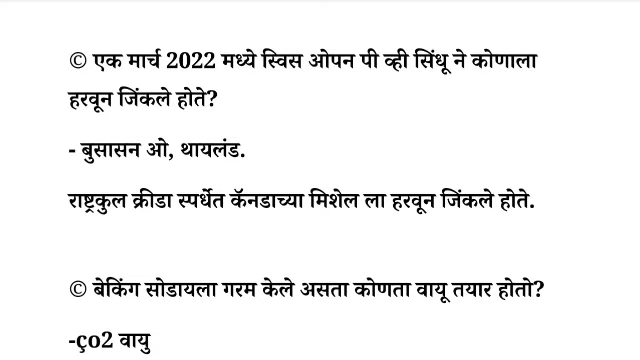 © एक मार्च 2022 मध्ये स्विस ओपन पी व्ही सिंधू ने कोणाला
हरवून जिंकले होते?
- बुसासन ओ, थायलंड.
राष्ट्रकुल क्रीडा स्पर्धेत कॅनडाच्या मिशेल ला हरवून जिंकले होते.
© बेकिंग सोडायला गरम केले असता कोणता वायू तयार होतो?
-ço2 वायु